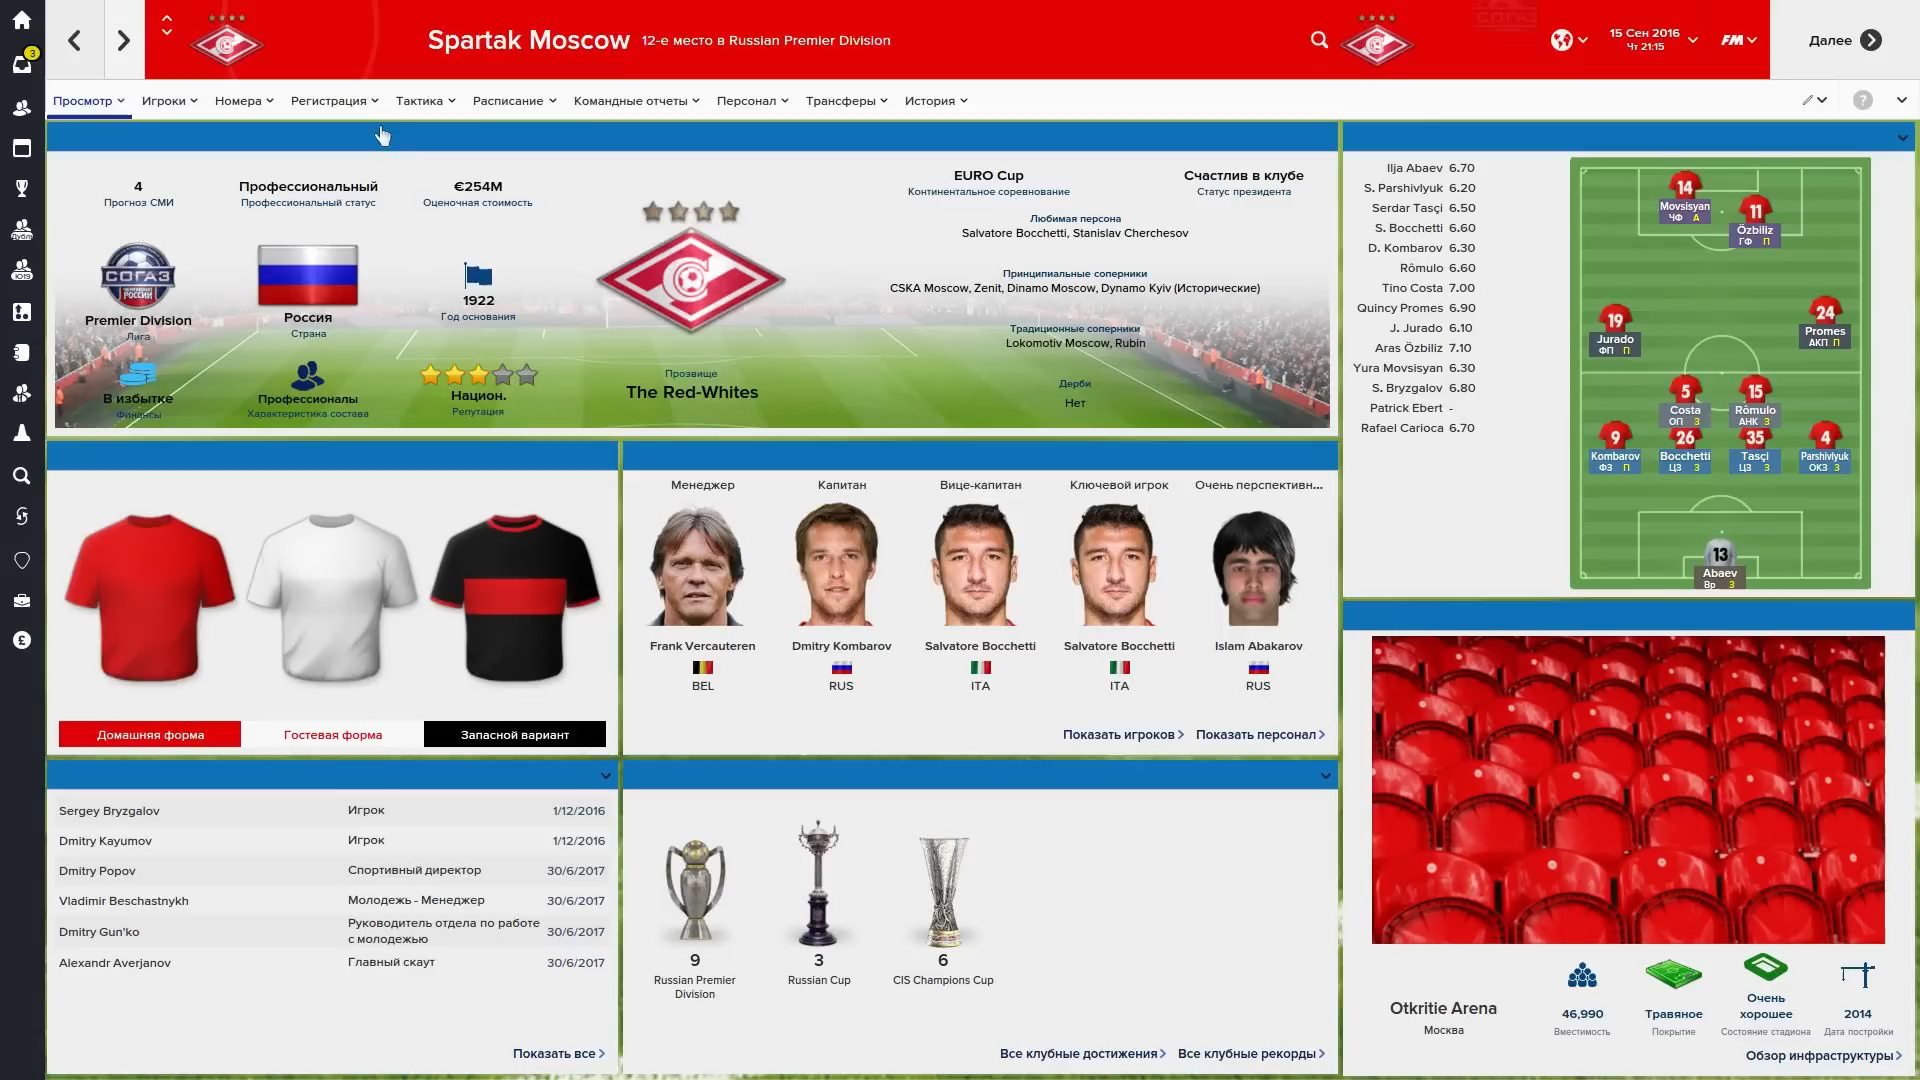 3
Spartak Moscow 12-е место в Russian Premier Division
15 Сен 2016
Чт 21:15
FM
Далее
Просмотр Игроки Номера Регистрация Тактика Расписание Командные отчеты Персонал Трансферы История
?
4
Прогноз СМИ
Профессиональный
Профессиональный статус
€254M
Оценочная стоимость
СОГАЗ
ЧЕМПИОНАТ
РОССИИ
Premier Division
Лига
Россия
Страна
1922
Год основания
В избытке
Финансы
Профессионалы
Характеристика состава
Национ.
Репутация
Прозвище
The Red-Whites
EURO Cup
Континентальное соревнование
Счастлив в клубе
Статус президента
Любимая персона
Salvatore Bocchetti, Stanislav Cherchesov
Принципиальные соперники
CSKA Moscow, Zenit, Dinamo Moscow, Dynamo Kyiv (Исторические)
Традиционные соперники
Lokomotiv Moscow, Rubin
Дерби
Нет
Ilja Abaev 6.70
S. Parshivlyuk 6.20
Serdar Tasçi 6.50
S. Bocchetti 6.60
D. Kombarov 6.30
Rômulo 6.60
Tino Costa 7.00
Quincy Promes 6.90
J. Jurado 6.10
Aras Özbiliz 7.10
Yura Movsisyan 6.30
S. Bryzgalov 6.80
Patrick Ebert -
Rafael Carioca 6.70
14
Movsisyan
ЧФ А
11
Özbiliz
ГФ П
19
Jurado
ФП П
24
Promes
АКП П
5
Costa
ОП З
15
Rômulo
АНК З
9
Kombarov
ФЗ П
26
Bocchetti
ЦЗ З
35
Tasçi
ЦЗ З
4
Parshivlyuk
ОКЗ З
13
Abaev
Вр З
Домашняя форма
Гостевая форма
Запасной вариант
Менеджер
Frank Vercauteren
BEL
Капитан
Dmitry Kombarov
RUS
Вице-капитан
Salvatore Bocchetti
ITA
Ключевой игрок
Salvatore Bocchetti
ITA
Очень перспективн...
Islam Abakarov
RUS
Показать игроков Показать персонал
Sergey Bryzgalov Игрок 1/12/2016
Dmitry Kayumov Игрок 1/12/2016
Dmitry Popov Спортивный директор 30/6/2017
Vladimir Beschastnykh Молодежь - Менеджер 30/6/2017
Dmitry Gun'ko Руководитель отдела по работе
с молодежью 30/6/2017
Alexandr Averjanov Главный скаут 30/6/2017
Показать все
9
Russian Premier
Division
3
Russian Cup
6
CIS Champions Cup
Все клубные достижения Все клубные рекорды
Otkritie Arena
Москва
46,990
Вместимость
Травяное
Покрытие
Очень
хорошее
Состояние стадиона
2014
Дата постройки
Обзор инфраструктуры